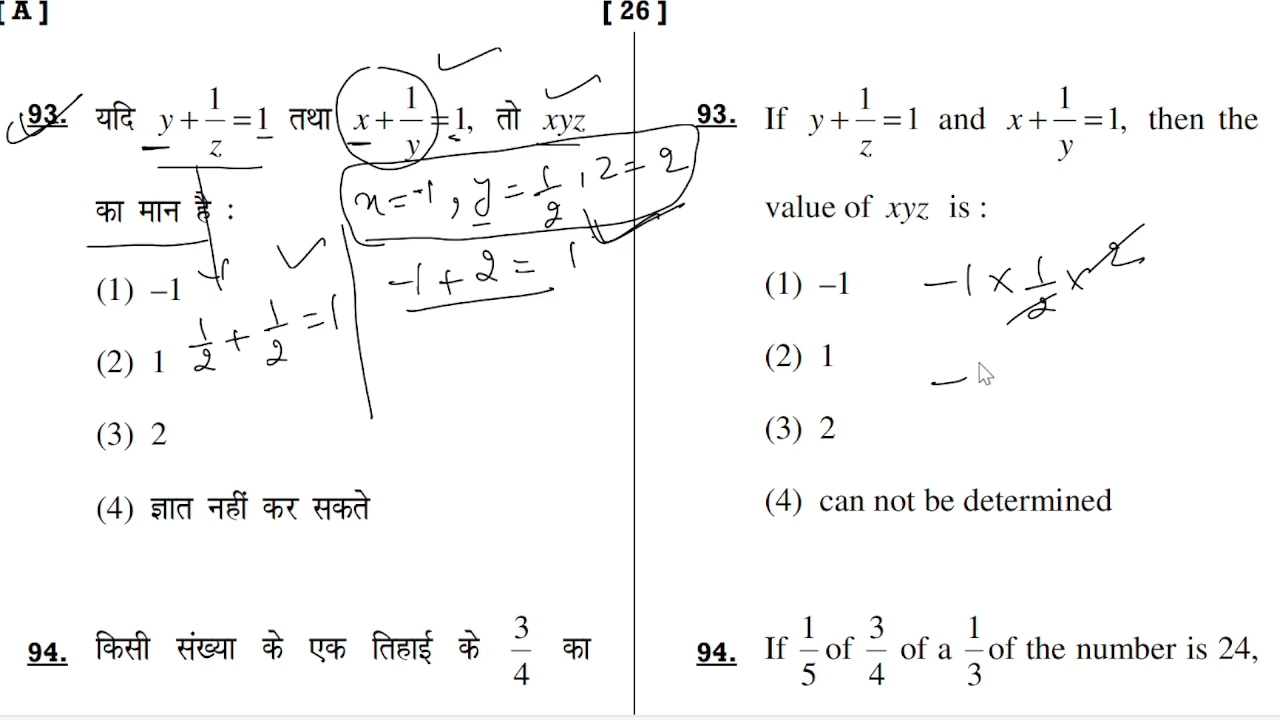 [ A ]
[ 26 ]
93. यदि y + 1/z = 1 तथा x + 1/y = 1, तो xyz
का मान है :
(1) –1
(2) 1
(3) 2
(4) ज्ञात नहीं कर सकते
94. किसी संख्या के एक तिहाई के 3/4 का
x = -1, y = 1/2, z = 2
-1 + 2 = 1
1/2 + 1/2 = 1
93. If y + 1/z = 1 and x + 1/y = 1, then the
value of xyz is :
(1) –1
(2) 1
(3) 2
(4) can not be determined
-1 × 1/2 × 2
94. If 1/5 of 3/4 of a 1/3 of the number is 24,